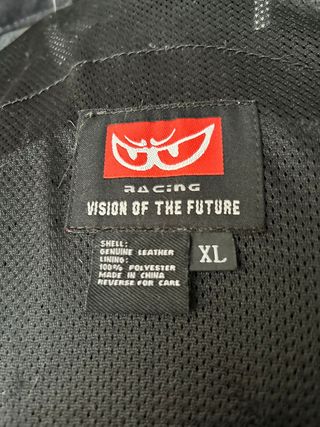 RACING
VISION OF THE FUTURE
SHELL:
GENUINE LEATHER
LINING:
100% POLYESTER
MADE IN CHINA
REVERSE FOR CARE
XL